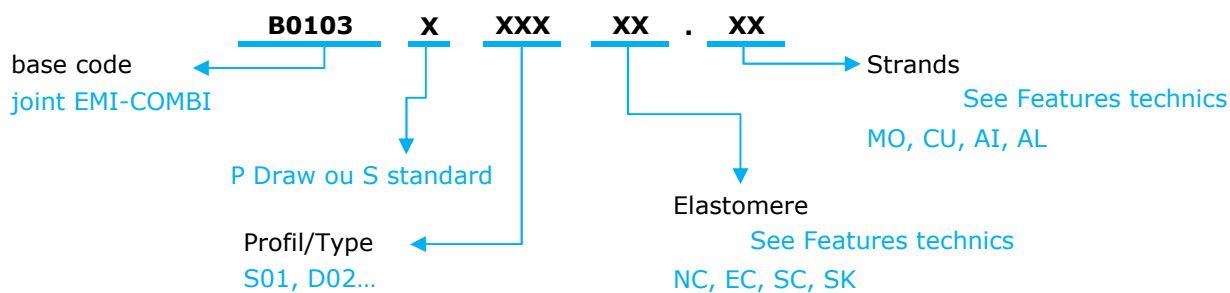 B0103 X XXX XX . XX
base code
joint EMI-COMBI
Strands
See Features technics
MO, CU, AI, AL
P Draw ou S standard
Elastomere
See Features technics
NC, EC, SC, SK
Profil/Type
S01, D02…